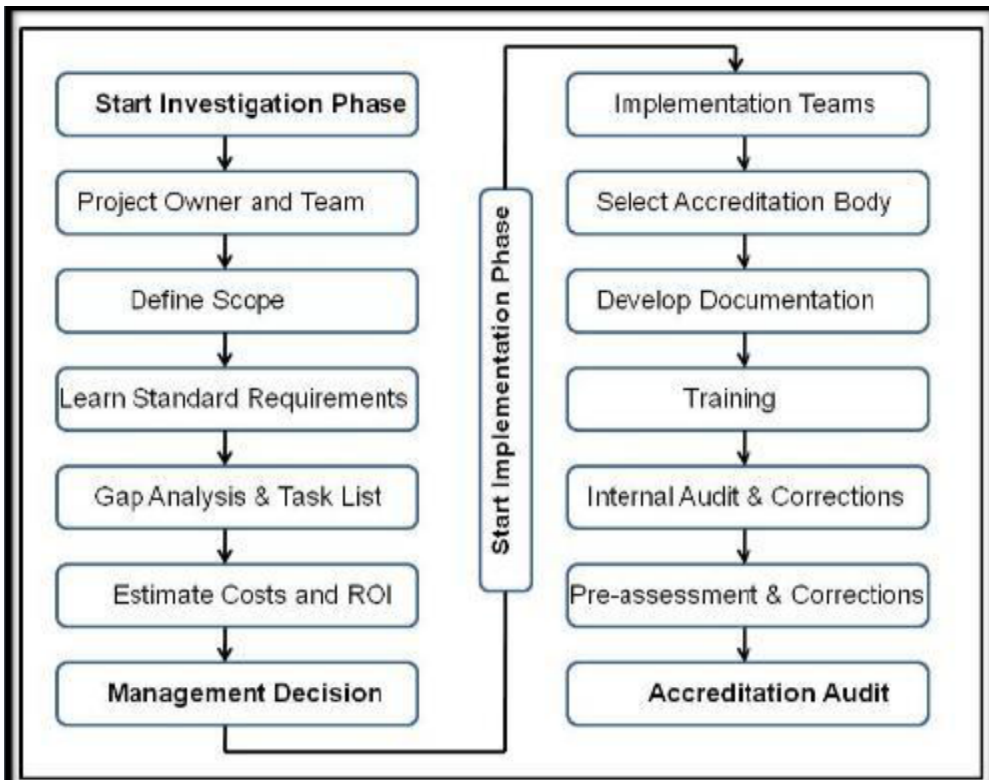 Start Investigation Phase
Project Owner and Team
Define Scope
Learn Standard Requirements
Gap Analysis & Task List
Estimate Costs and ROI
Management Decision
Start Implementation Phase
Implementation Teams
Select Accreditation Body
Develop Documentation
Training
Internal Audit & Corrections
Pre-assessment & Corrections
Accreditation Audit